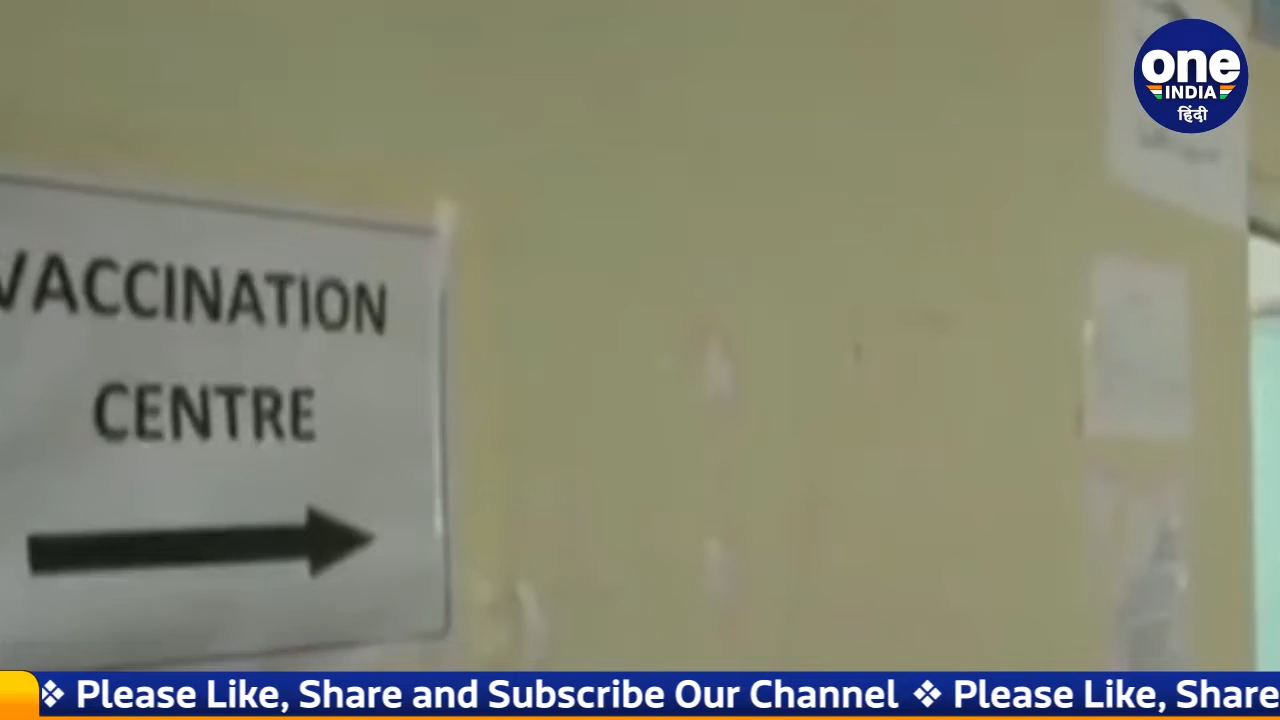 one
INDIA
हिंदी
VACCINATION
CENTRE
❖ Please Like, Share and Subscribe Our Channel ❖ Please Like, Share